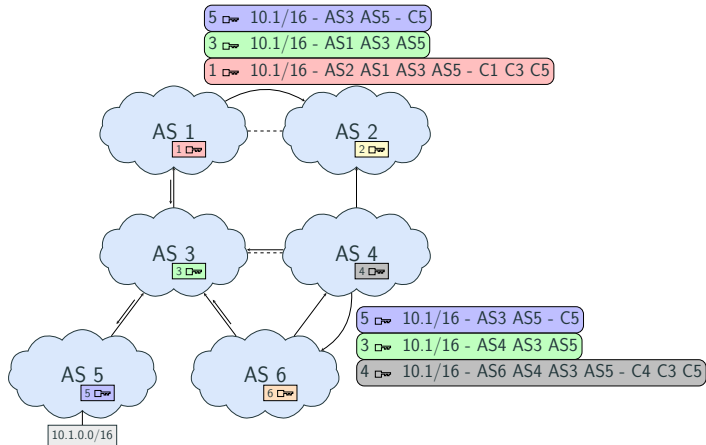 5 10.1/16 - AS3 AS5 - C5
3 10.1/16 - AS1 AS3 AS5
1 10.1/16 - AS2 AS1 AS3 AS5 - C1 C3 C5
AS 1
1
AS 2
2
AS 3
3
AS 4
4
5 10.1/16 - AS3 AS5 - C5
3 10.1/16 - AS4 AS3 AS5
4 10.1/16 - AS6 AS4 AS3 AS5 - C4 C3 C5
AS 5
5
AS 6
6
10.1.0.0/16